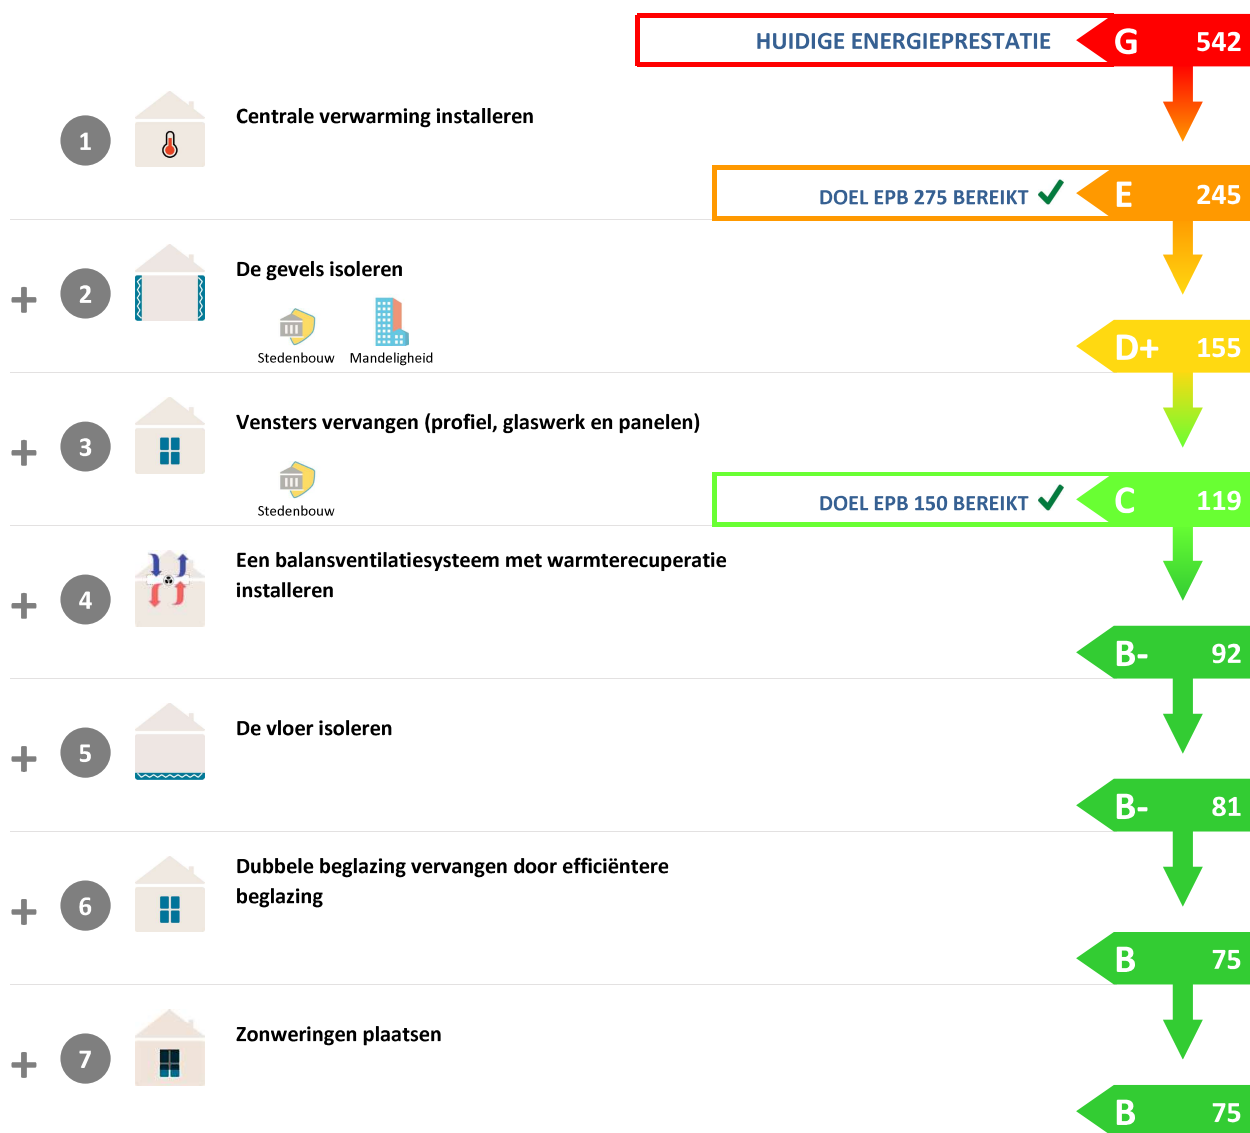 HUIDIGE ENERGIEPRESTATIE G 542
1 Centrale verwarming installeren
DOEL EPB 275 BEREIKT E 245
+ 2 De gevels isoleren
Stedenbouw Mandeligheid
D+ 155
+ 3 Vensters vervangen (profiel, glaswerk en panelen)
Stedenbouw
DOEL EPB 150 BEREIKT C 119
+ 4 Een balansventilatiesysteem met warmterecuperatie
installeren
B- 92
+ 5 De vloer isoleren
B- 81
+ 6 Dubbele beglazing vervangen door efficiëntere
beglazing
B 75
+ 7 Zonweringen plaatsen
B 75